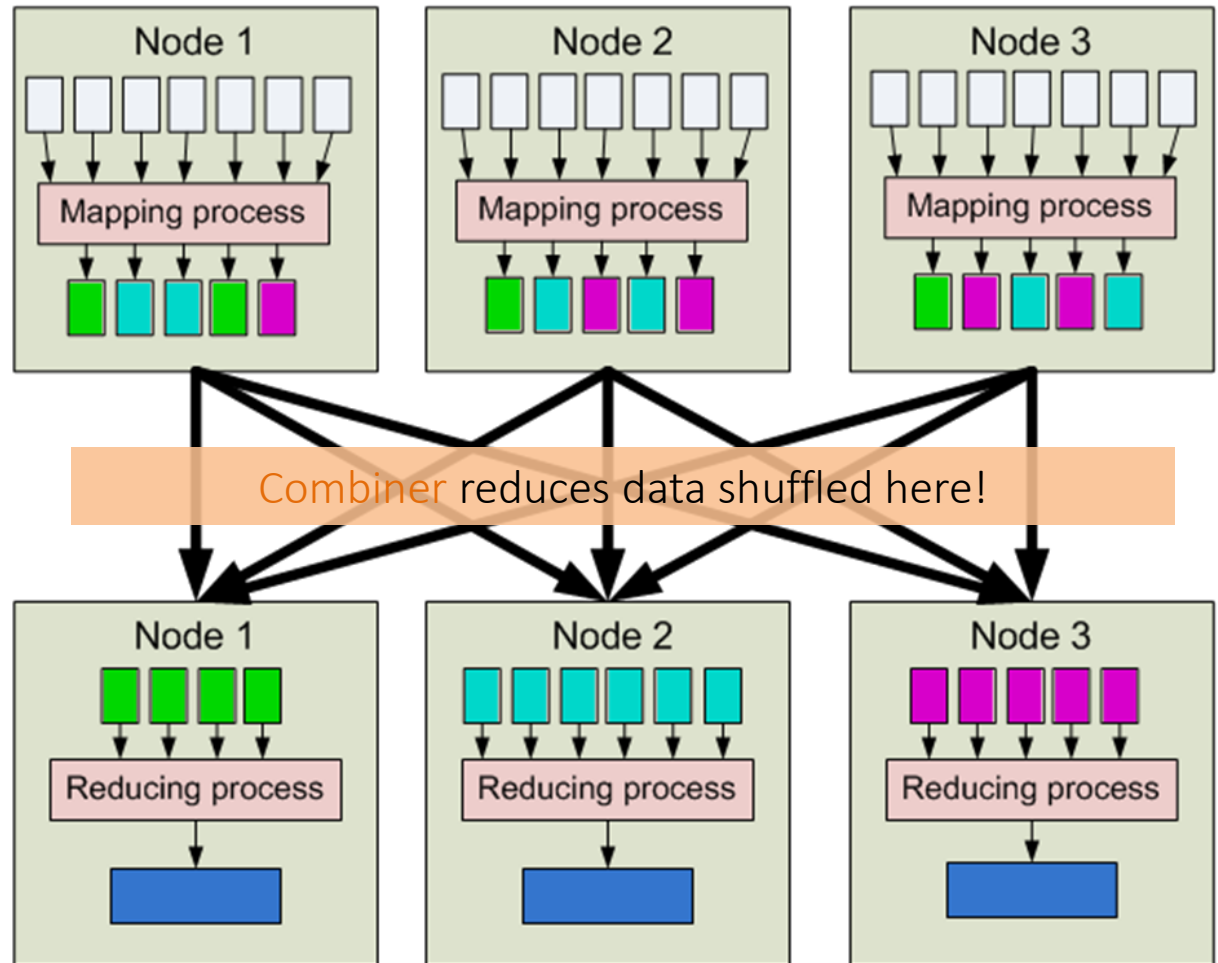 Node 1
Node 2
Node 3
Mapping process
Mapping process
Mapping process
Combiner reduces data shuffled here!
Node 1
Node 2
Node 3
Reducing process
Reducing process
Reducing process